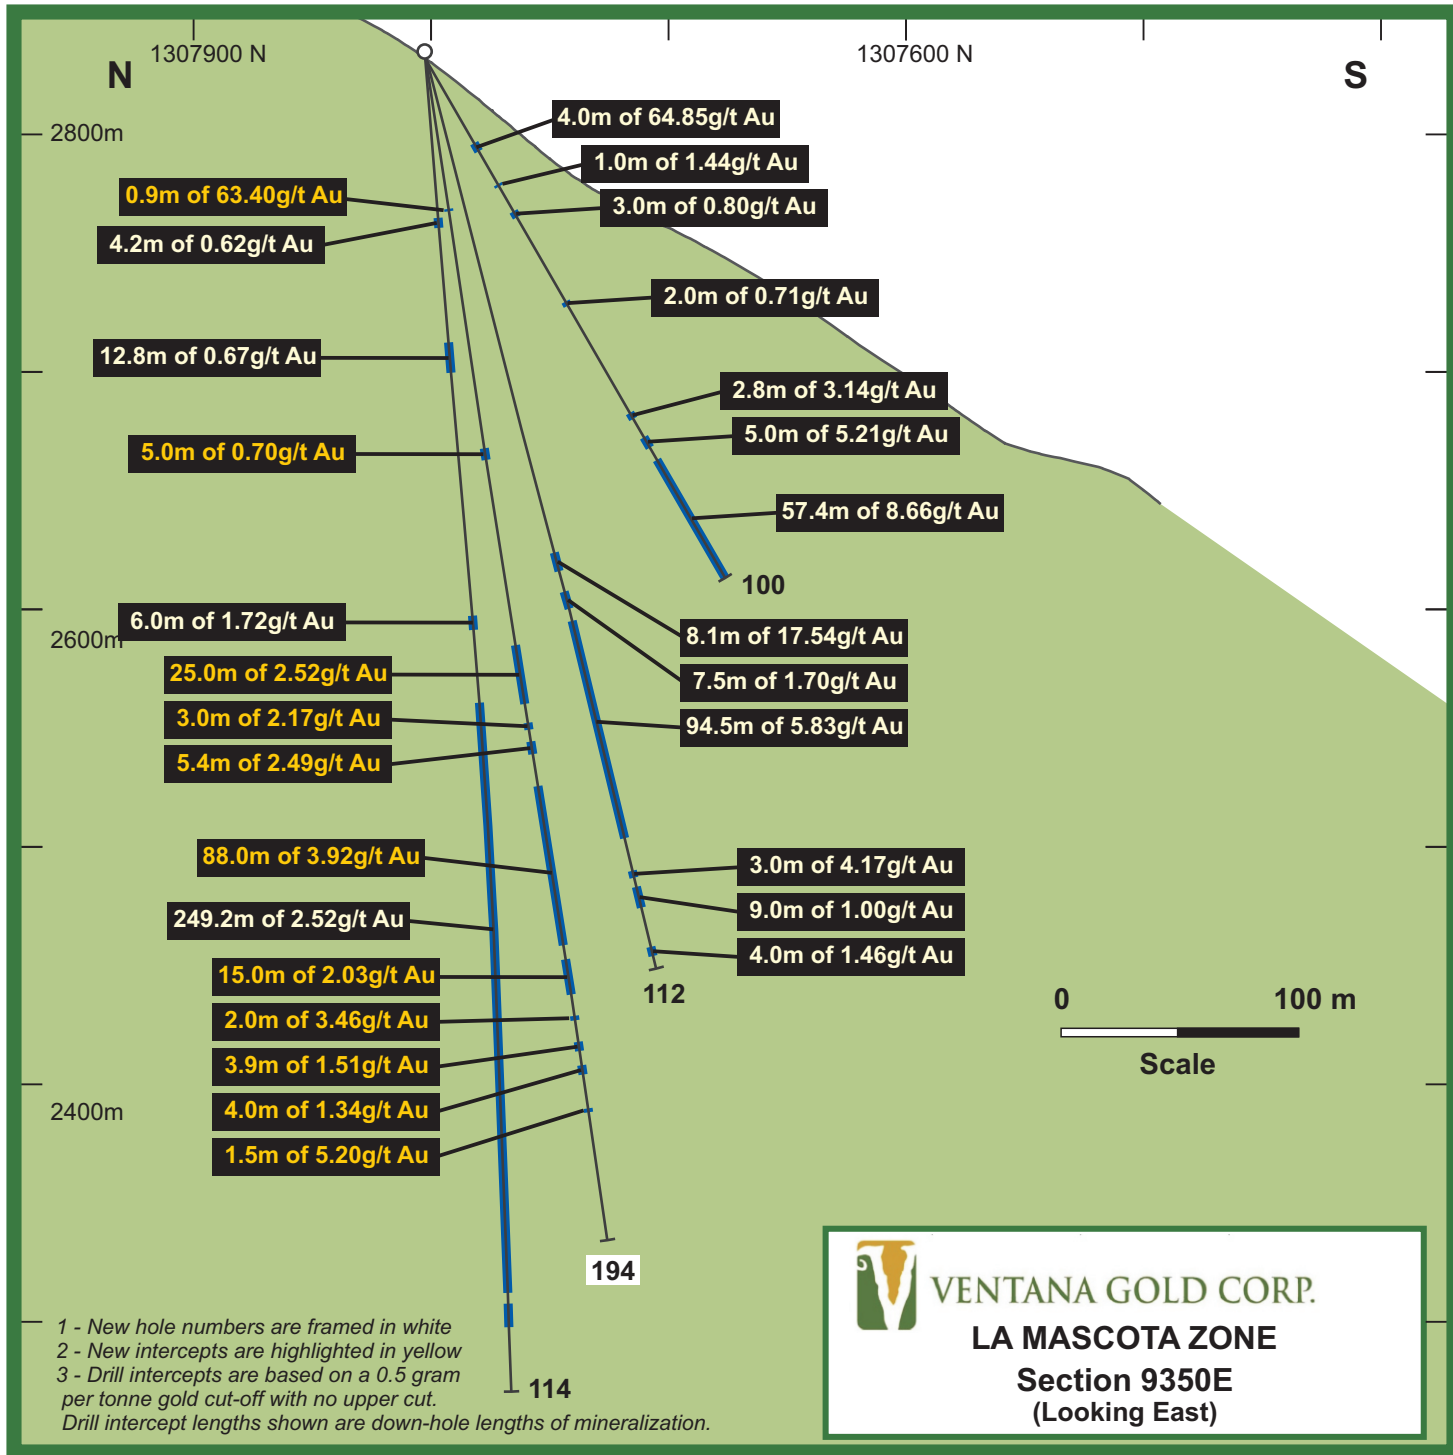 1307900 N
1307600 N
N
S
2800m
4.0m of 64.85g/t Au
1.0m of 1.44g/t Au
0.9m of 63.40g/t Au
3.0m of 0.80g/t Au
4.2m of 0.62g/t Au
2.0m of 0.71g/t Au
12.8m of 0.67g/t Au
2.8m of 3.14g/t Au
5.0m of 5.21g/t Au
5.0m of 0.70g/t Au
57.4m of 8.66g/t Au
100
6.0m of 1.72g/t Au
2600m
8.1m of 17.54g/t Au
25.0m of 2.52g/t Au
7.5m of 1.70g/t Au
3.0m of 2.17g/t Au
94.5m of 5.83g/t Au
5.4m of 2.49g/t Au
88.0m of 3.92g/t Au
3.0m of 4.17g/t Au
249.2m of 2.52g/t Au
9.0m of 1.00g/t Au
4.0m of 1.46g/t Au
15.0m of 2.03g/t Au
112
0 100 m
Scale
2.0m of 3.46g/t Au
3.9m of 1.51g/t Au
2400m
4.0m of 1.34g/t Au
1.5m of 5.20g/t Au
194
114
1 - New hole numbers are framed in white
2 - New intercepts are highlighted in yellow
3 - Drill intercepts are based on a 0.5 gram
per tonne gold cut-off with no upper cut.
Drill intercept lengths shown are down-hole lengths of mineralization.
VENTANA GOLD CORP.
LA MASCOTA ZONE
Section 9350E
(Looking East)